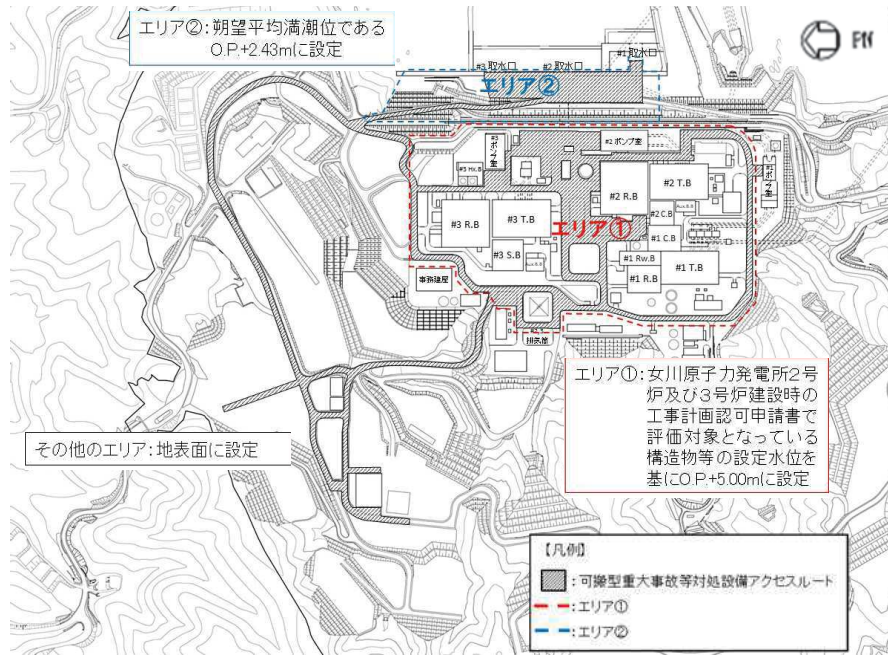 エリア②:朔望平均満潮位である
O.P.+2.43mに設定
PN
#1 取水口
#3 取水口
#2 取水口
エリア②
#3
ポンプ室
#2 ポンプ室
#1
ポンプ室
#3 Hx.B
#2 R.B
#2 T.B
#3 R.B
#3 T.B
エリア①
#2 C.B
#1 C.B
#3 S.B
#1 Rw.B
#1 R.B
#1 T.B
事務建屋
排気筒
エリア①:女川原子力発電所2号
炉及び3号炉建設時の
工事計画認可申請書で
評価対象となっている
構造物等の設定水位を
基にO.P.+5.00mに設定
その他のエリア:地表面に設定
【凡例】
:可搬型重大事故等対処設備アクセスルート
:エリア①
:エリア②